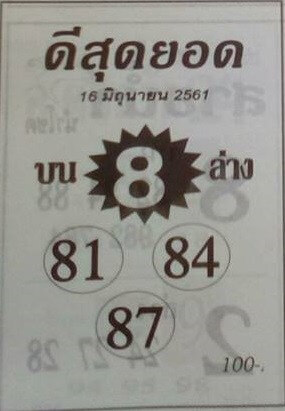 ดีสุดยอด
16 มิถุนายน 2561
บน 8 ล่าง
81 84
87
100-.